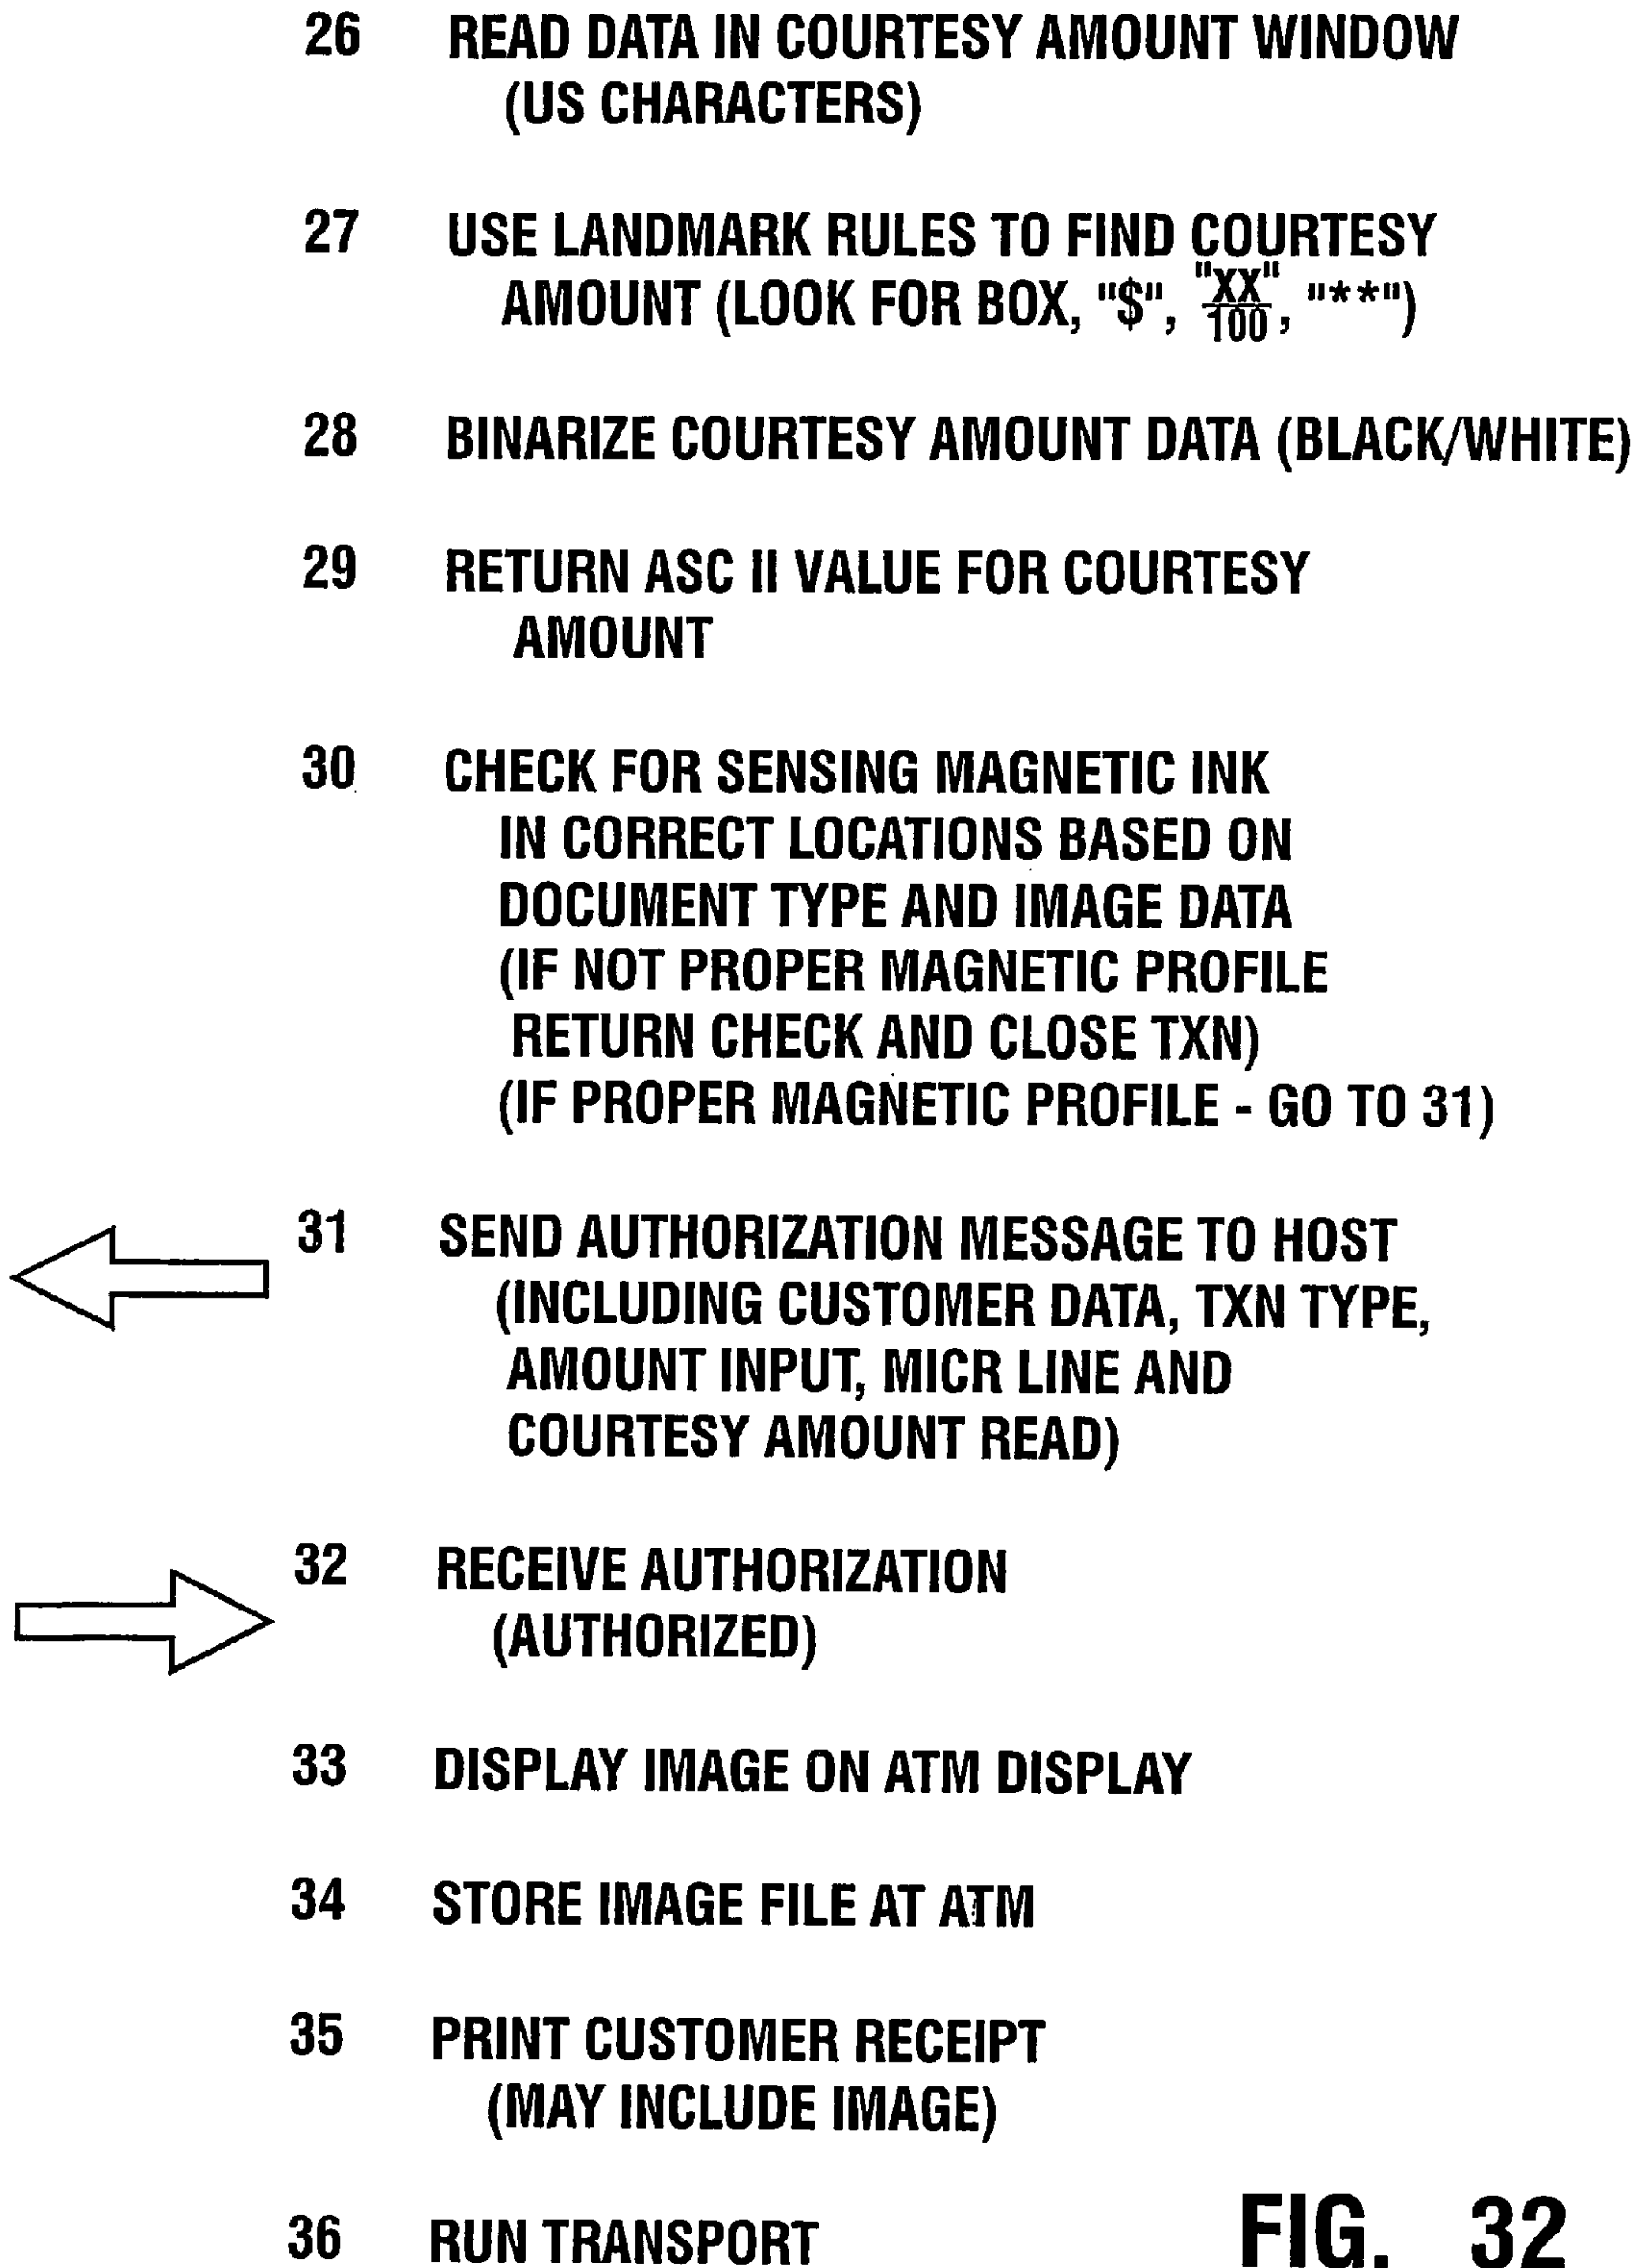 26 READ DATA IN COURTESY AMOUNT WINDOW
(US CHARACTERS)
27 USE LANDMARK RULES TO FIND COURTESY
AMOUNT (LOOK FOR BOX, "$", "XX"/100, "**")
28 BINARIZE COURTESY AMOUNT DATA (BLACK/WHITE)
29 RETURN ASC II VALUE FOR COURTESY
AMOUNT
30 CHECK FOR SENSING MAGNETIC INK
IN CORRECT LOCATIONS BASED ON
DOCUMENT TYPE AND IMAGE DATA
(IF NOT PROPER MAGNETIC PROFILE
RETURN CHECK AND CLOSE TXN)
(IF PROPER MAGNETIC PROFILE - GO TO 31)
31 SEND AUTHORIZATION MESSAGE TO HOST
(INCLUDING CUSTOMER DATA, TXN TYPE,
AMOUNT INPUT, MICR LINE AND
COURTESY AMOUNT READ)
32 RECEIVE AUTHORIZATION
(AUTHORIZED)
33 DISPLAY IMAGE ON ATM DISPLAY
34 STORE IMAGE FILE AT ATM
35 PRINT CUSTOMER RECEIPT
(MAY INCLUDE IMAGE)
36 RUN TRANSPORT
FIG. 32